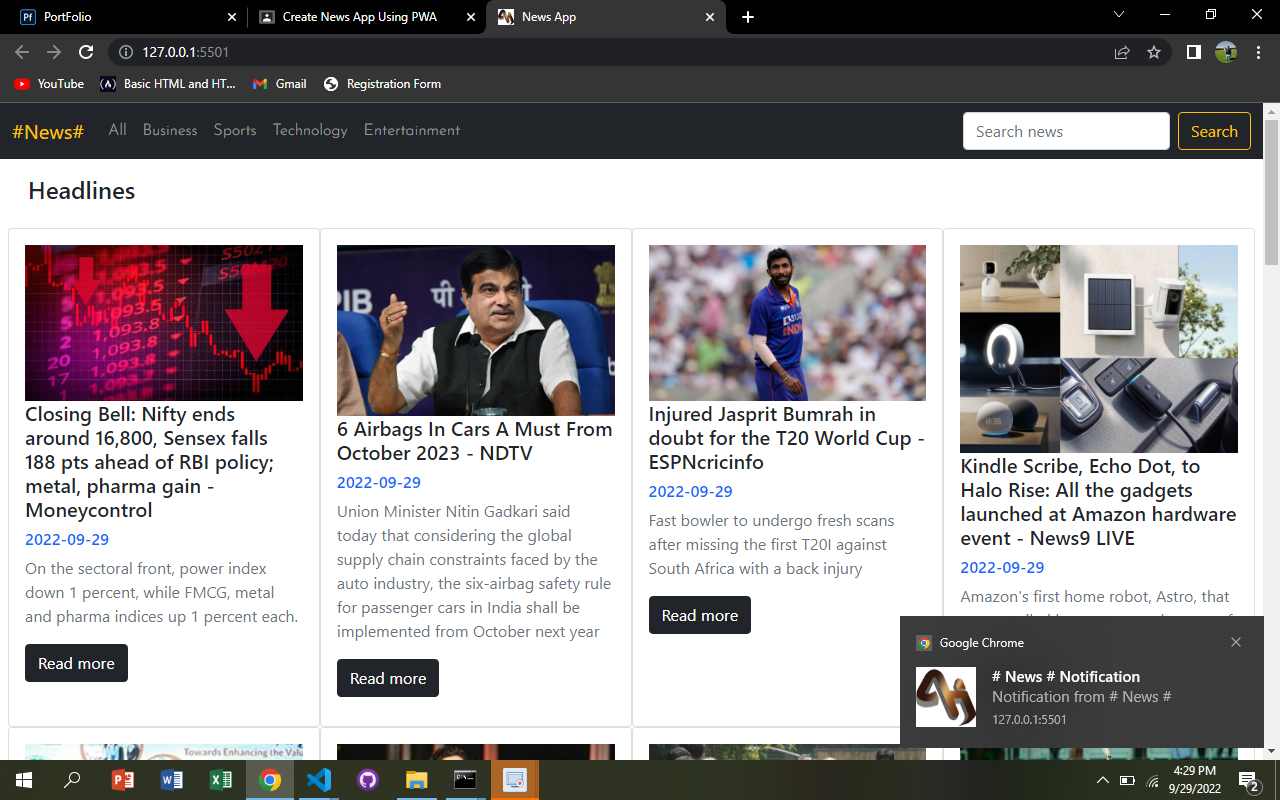 PortFolio
Create News App Using PWA
News App
127.0.0.1:5501
YouTube
Basic HTML and HT...
Gmail
Registration Form
#News#
All
Business
Sports
Technology
Entertainment
Search news
Search
Headlines
Closing Bell: Nifty ends
around 16,800, Sensex falls
188 pts ahead of RBI policy;
metal, pharma gain -
Moneycontrol
2022-09-29
On the sectoral front, power index
down 1 percent, while FMCG, metal
and pharma indices up 1 percent each.
Read more
PIB
6 Airbags In Cars A Must From
October 2023 - NDTV
2022-09-29
Union Minister Nitin Gadkari said
today that considering the global
supply chain constraints faced by the
auto industry, the six-airbag safety rule
for passenger cars in India shall be
implemented from October next year
Read more
Injured Jasprit Bumrah in
doubt for the T20 World Cup -
ESPNcricinfo
2022-09-29
Fast bowler to undergo fresh scans
after missing the first T20I against
South Africa with a back injury
Read more
Kindle Scribe, Echo Dot, to
Halo Rise: All the gadgets
launched at Amazon hardware
event - News9 LIVE
2022-09-29
Amazon's first home robot, Astro, that
Towards Enhancing the
Google Chrome
# News # Notification
Notification from # News #
127.0.0.1:5501
4:29 PM
9/29/2022
2